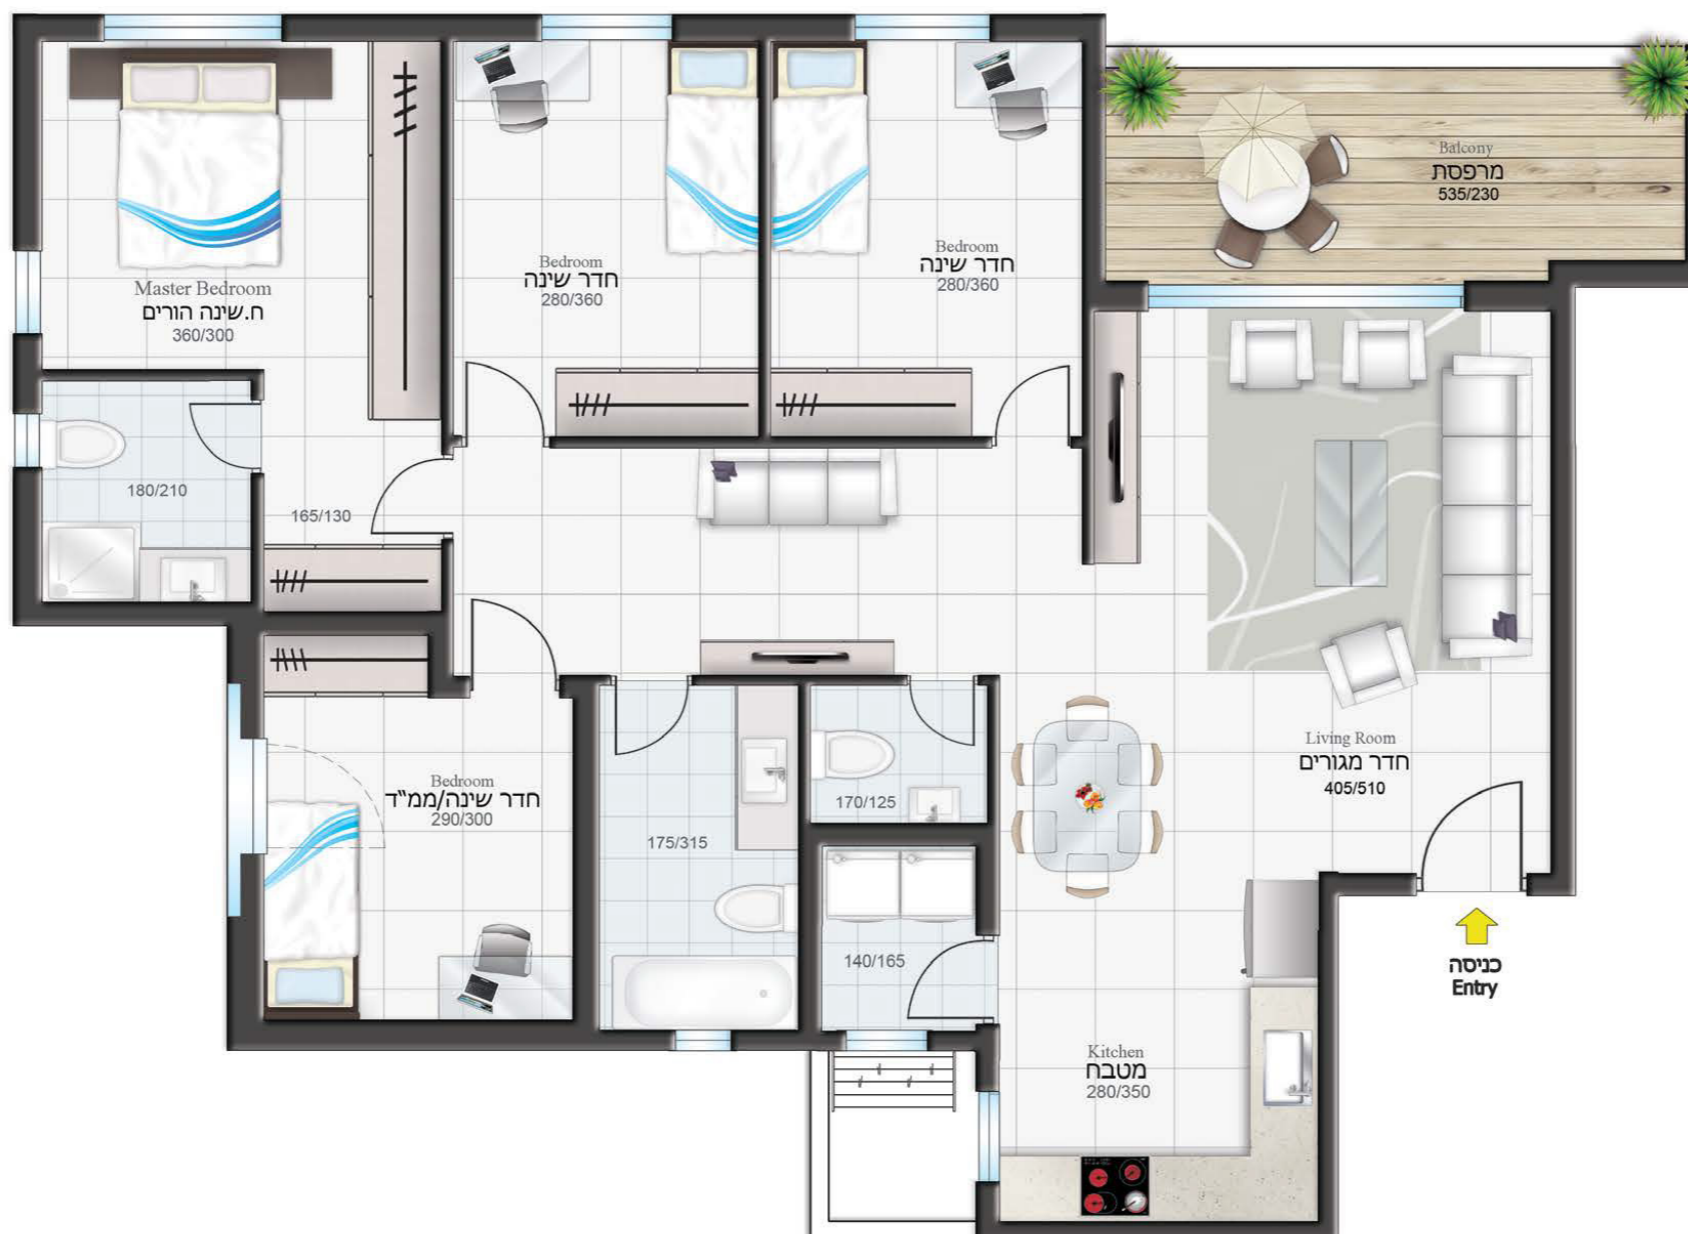 Balcony
מרפסת
535/230
Bedroom
חדר שינה
280/360
Bedroom
חדר שינה
280/360
Master Bedroom
ח.שינה הורים
360/300
180/210
165/130
Living Room
חדר מגורים
405/510
Bedroom
חדר שינה/ממ"ד
290/300
175/315
170/125
140/165
כניסה
Entry
Kitchen
מטבח
280/350